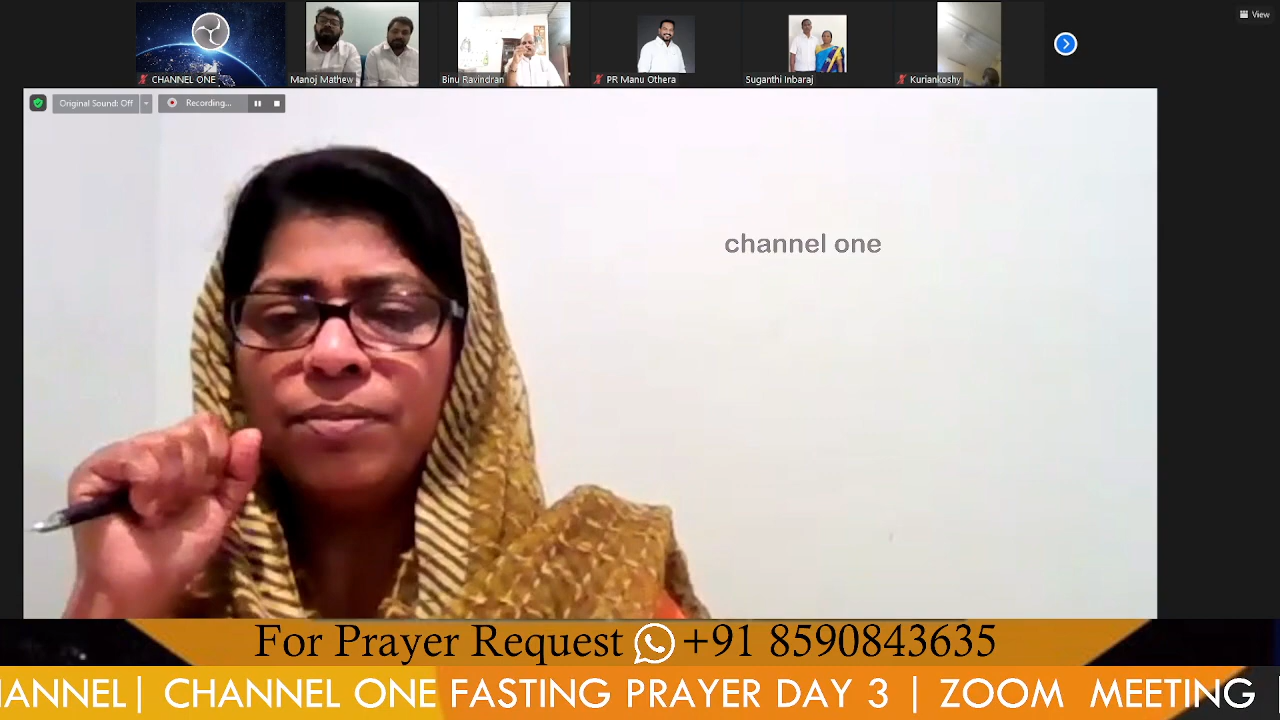 View
CHANNEL ONE
Manoj Mathew
Binu Ravindran
PR Manu Othera
Suganthi Inbaraj
Kuriankoshy
Original Sound: Off
Recording...
channel one
For Prayer Request +91 8590843635
HANNEL| CHANNEL ONE FASTING PRAYER DAY 3 | ZOOM MEETING